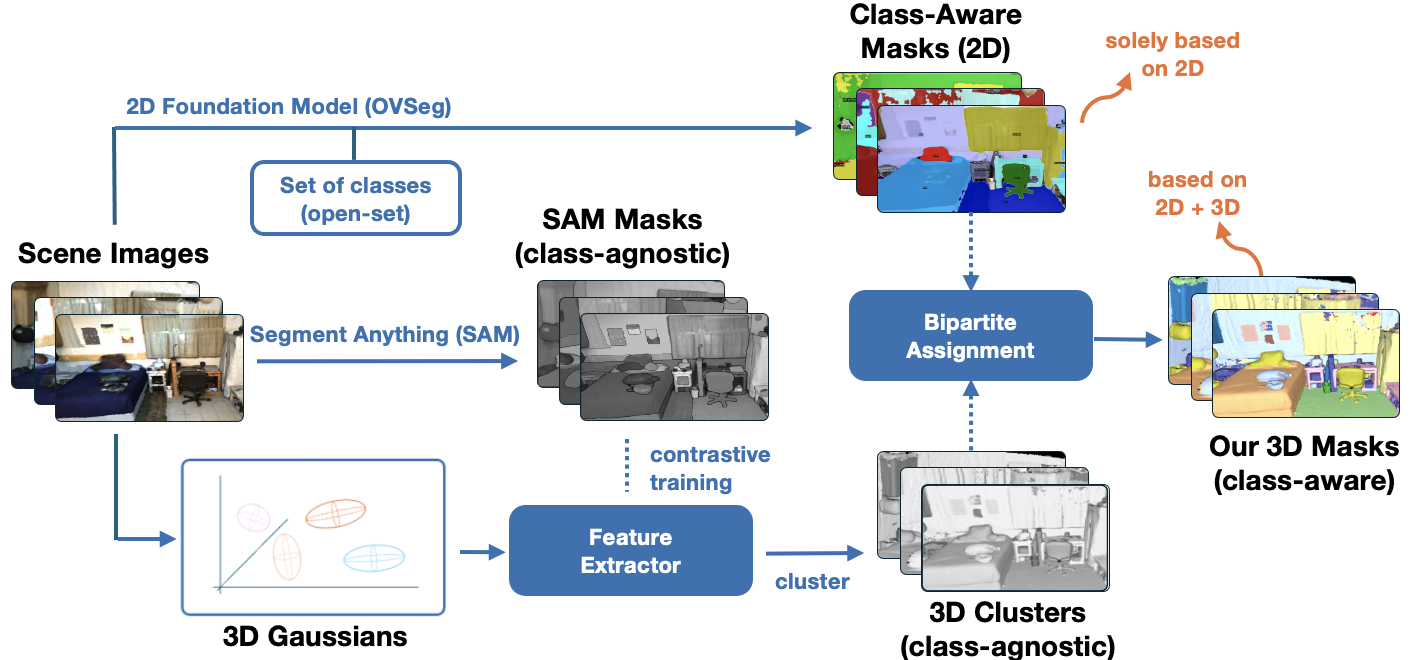 Class-Aware
Masks (2D)
solely based
on 2D
2D Foundation Model (OVSeg)
Set of classes
(open-set)
based on
2D + 3D
SAM Masks
(class-agnostic)
Scene Images
Segment Anything (SAM)
Bipartite
Assignment
Our 3D Masks
(class-aware)
contrastive
training
Feature
Extractor
cluster
3D Gaussians
3D Clusters
(class-agnostic)